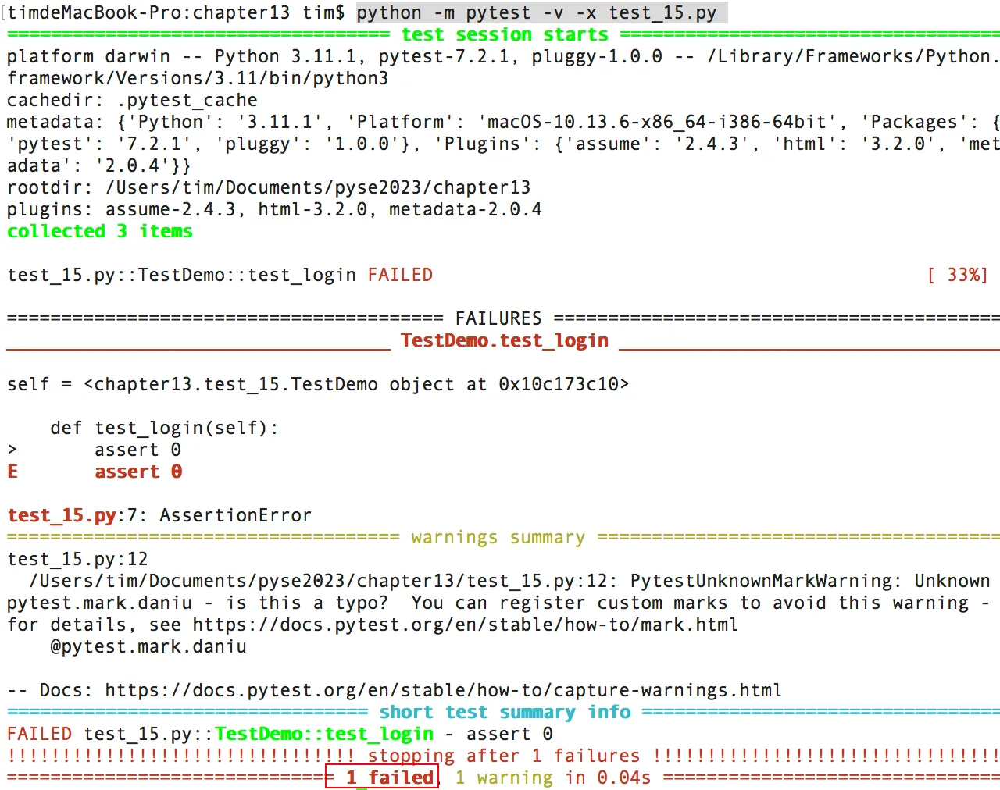 [timdeMacBook-Pro:chapter13 tim$ python -m pytest -v -x test_15.py
=================================== test session starts ===================================
platform darwin -- Python 3.11.1, pytest-7.2.1, pluggy-1.0.0 -- /Library/Frameworks/Python.
framework/Versions/3.11/bin/python3
cachedir: .pytest_cache
metadata: {'Python': '3.11.1', 'Platform': 'macOS-10.13.6-x86_64-i386-64bit', 'Packages': {
'pytest': '7.2.1', 'pluggy': '1.0.0'}, 'Plugins': {'assume': '2.4.3', 'html': '3.2.0', 'met
adata': '2.0.4'}}
rootdir: /Users/tim/Documents/pyse2023/chapter13
plugins: assume-2.4.3, html-3.2.0, metadata-2.0.4
collected 3 items
test_15.py::TestDemo::test_login FAILED [ 33%]
======================================== FAILURES =========================================
___________________________________ TestDemo.test_login ___________________________________
self = <chapter13.test_15.TestDemo object at 0x10c173c10>
    def test_login(self):
>       assert 0
E       assert 0
test_15.py:7: AssertionError
==================================== warnings summary =====================================
test_15.py:12
  /Users/tim/Documents/pyse2023/chapter13/test_15.py:12: PytestUnknownMarkWarning: Unknown
pytest.mark.daniu - is this a typo?  You can register custom marks to avoid this warning -
for details, see https://docs.pytest.org/en/stable/how-to/mark.html
    @pytest.mark.daniu
-- Docs: https://docs.pytest.org/en/stable/how-to/capture-warnings.html
================================= short test summary info =================================
FAILED test_15.py::TestDemo::test_login - assert 0
!!!!!!!!!!!!!!!!!!!!!!!!!!!!!!!! stopping after 1 failures !!!!!!!!!!!!!!!!!!!!!!!!!!!!!!!!
============================== 1 failed, 1 warning in 0.04s ===============================